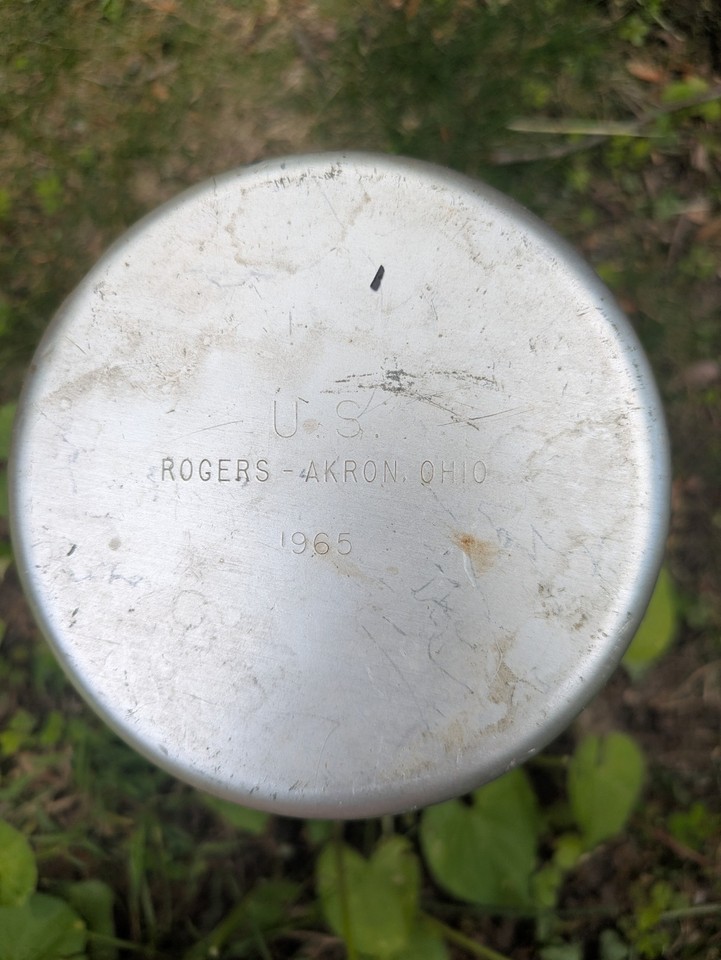 U.S.
ROGERS - AKRON, OHIO
1965